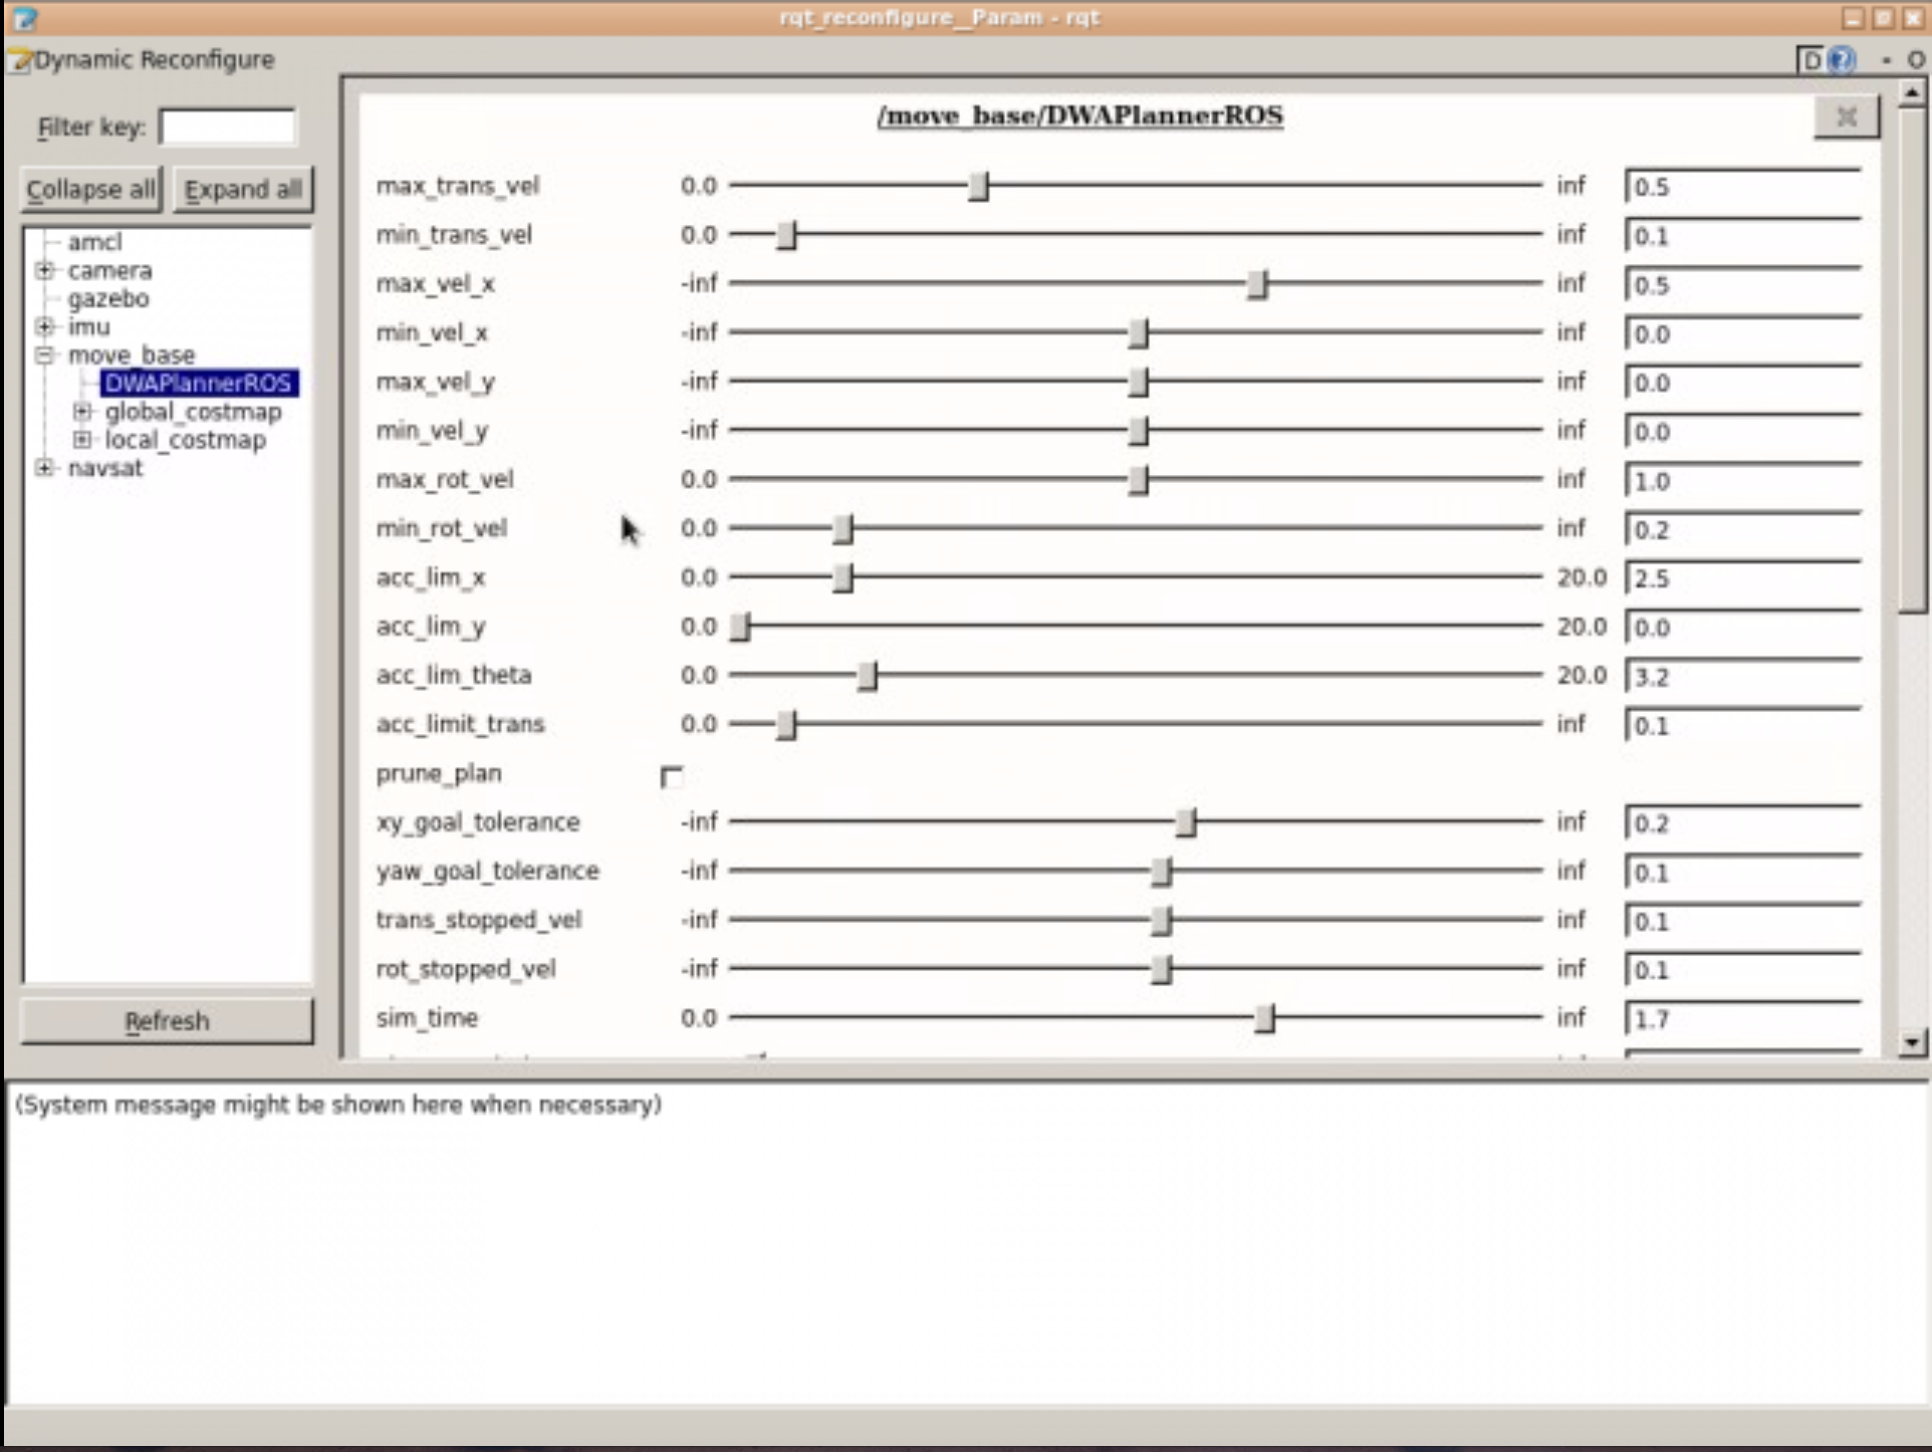 rqt_reconfigure__Param - rqt
Dynamic Reconfigure
D
- O
Filter key:
Collapse all Expand all
amcl
camera
gazebo
imu
move_base
DWAPlannerROS
global_costmap
local_costmap
navsat
Refresh
/move_base/DWAPlannerROS
max_trans_vel 0.0 inf 0.5
min_trans_vel 0.0 inf 0.1
max_vel_x -inf inf 0.5
min_vel_x -inf inf 0.0
max_vel_y -inf inf 0.0
min_vel_y -inf inf 0.0
max_rot_vel 0.0 inf 1.0
min_rot_vel 0.0 inf 0.2
acc_lim_x 0.0 20.0 2.5
acc_lim_y 0.0 20.0 0.0
acc_lim_theta 0.0 20.0 3.2
acc_limit_trans 0.0 inf 0.1
prune_plan
xy_goal_tolerance -inf inf 0.2
yaw_goal_tolerance -inf inf 0.1
trans_stopped_vel -inf inf 0.1
rot_stopped_vel -inf inf 0.1
sim_time 0.0 inf 1.7
(System message might be shown here when necessary)